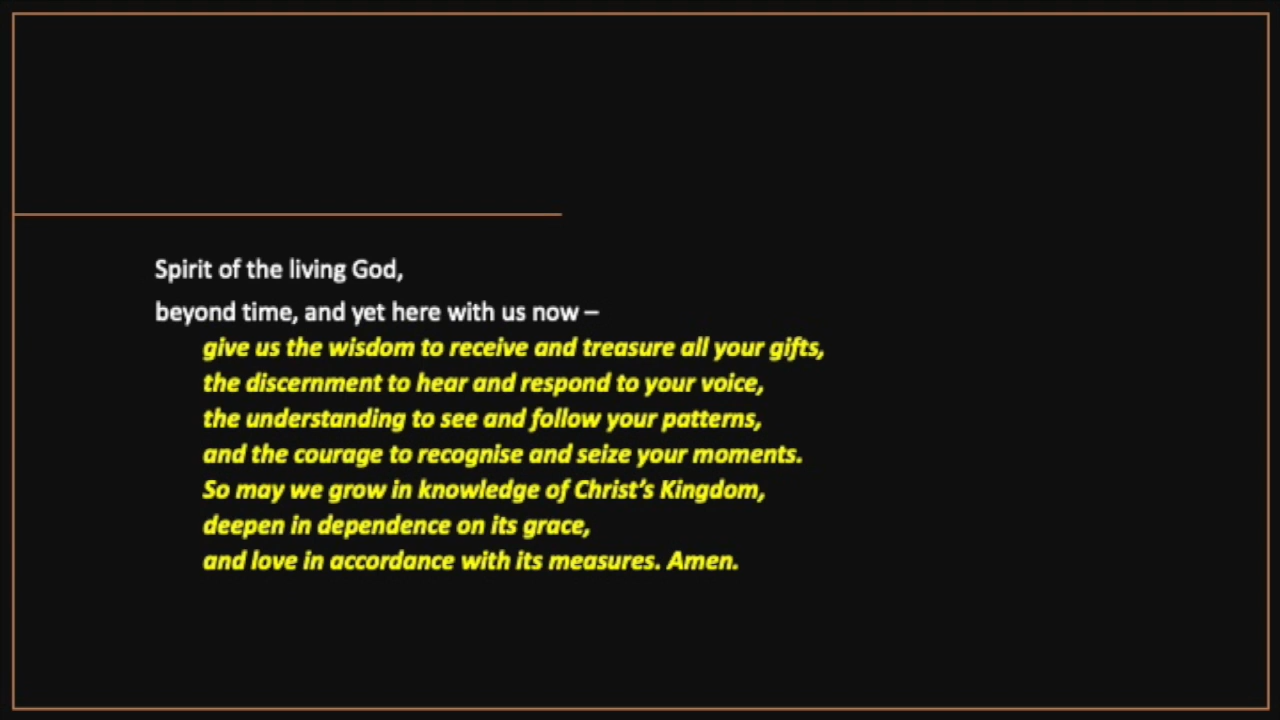 Spirit of the living God,
beyond time, and yet here with us now –
give us the wisdom to receive and treasure all your gifts,
the discernment to hear and respond to your voice,
the understanding to see and follow your patterns,
and the courage to recognise and seize your moments.
So may we grow in knowledge of Christ’s Kingdom,
deepen in dependence on its grace,
and love in accordance with its measures. Amen.